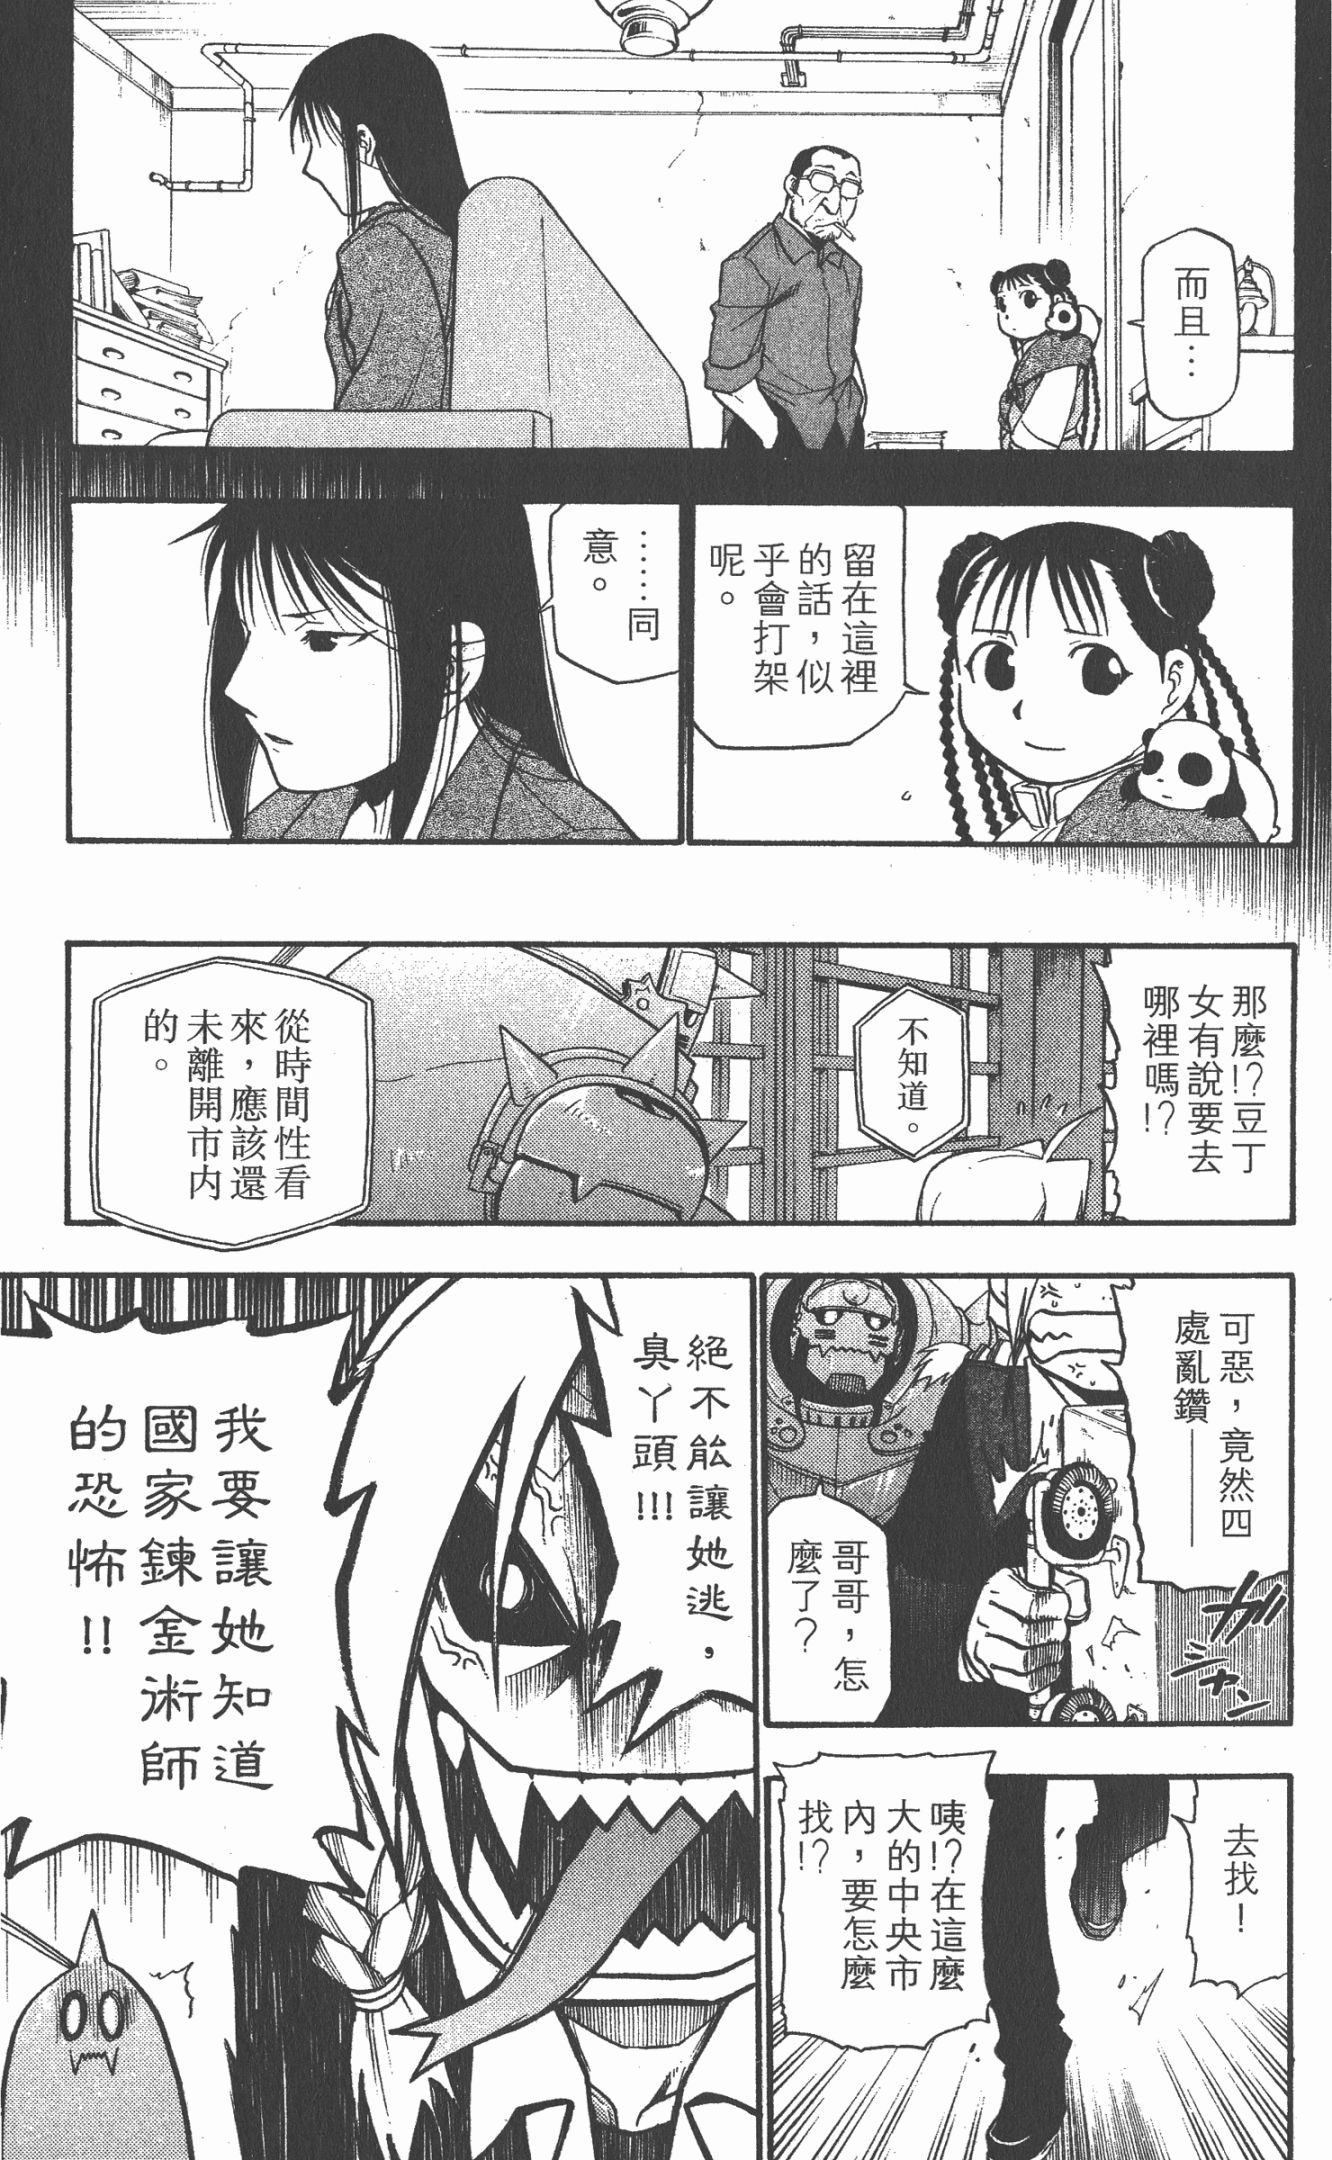 而且…
留在這裡
的話，似
乎會打架
呢。
……同
意。
那麼!?豆丁
女有說要去
哪裡嗎!?
不知道。
從時間性看
來，應該還
未離開市內
的。
可惡，竟然四
處亂鑽——
ガシャン
哥哥，怎
麼了？
絕不能讓她逃，
臭丫頭!!!
我要讓她知道
國家鍊金術師
的恐怖!!
去找！
咦!?在這麼
大的中央市
內，要怎麼
找!?